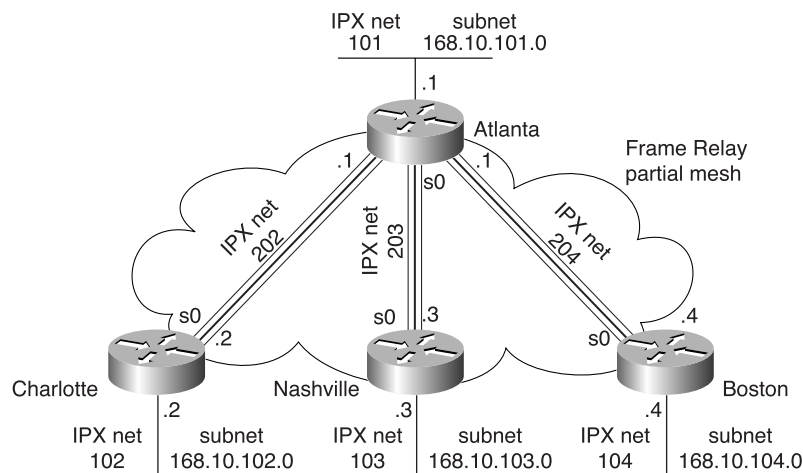 IPX net subnet
101 168.10.101.0
.1
Atlanta
Frame Relay
partial mesh
.1
.1
s0
IPX net
202
IPX net
203
IPX net
204
s0
.2
s0
.3
s0
.4
Charlotte
Nashville
Boston
.2
.3
.4
IPX net subnet
102 168.10.102.0
IPX net subnet
103 168.10.103.0
IPX net subnet
104 168.10.104.0